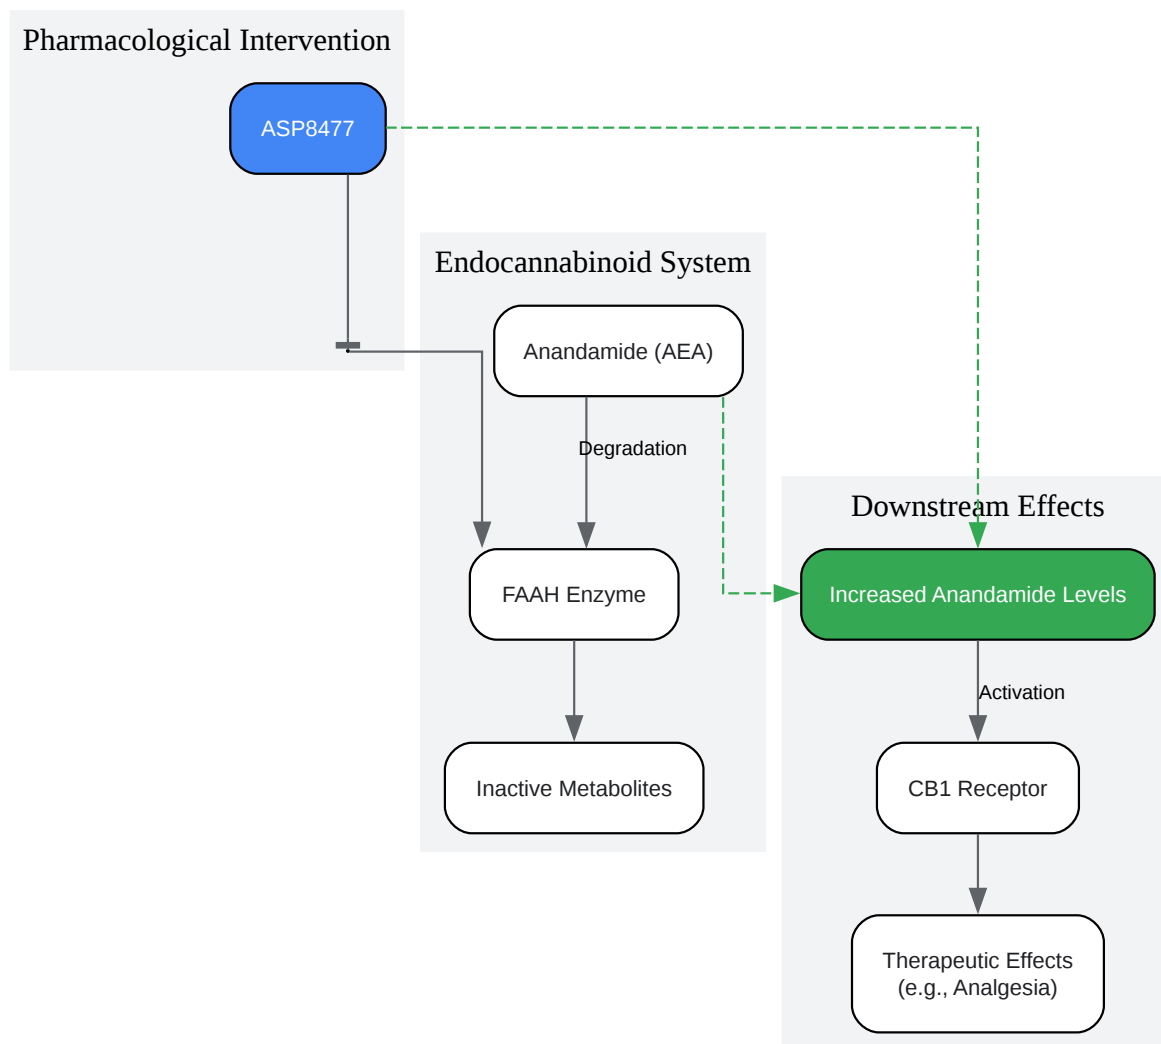 Pharmacological Intervention
ASP8477
Endocannabinoid System
Anandamide (AEA)
Degradation
Downstream Effects
FAAH Enzyme
Increased Anandamide Levels
Activation
Inactive Metabolites
CB1 Receptor
Therapeutic Effects
(e.g., Analgesia)